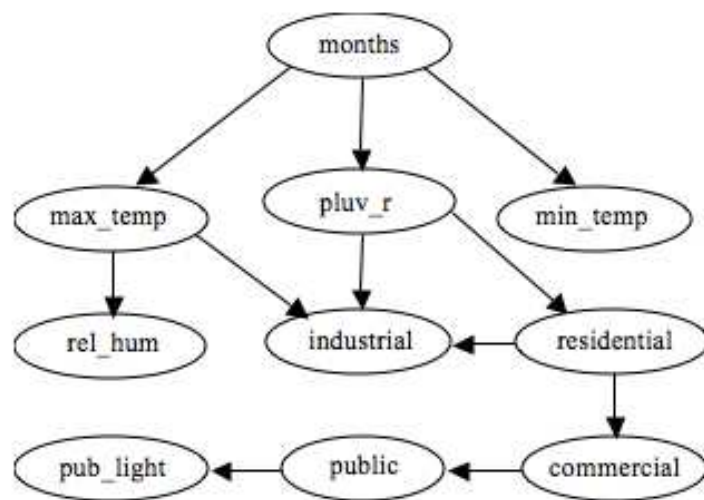 months
max_temp
pluv_r
min_temp
rel_hum
industrial
residential
pub_light
public
commercial